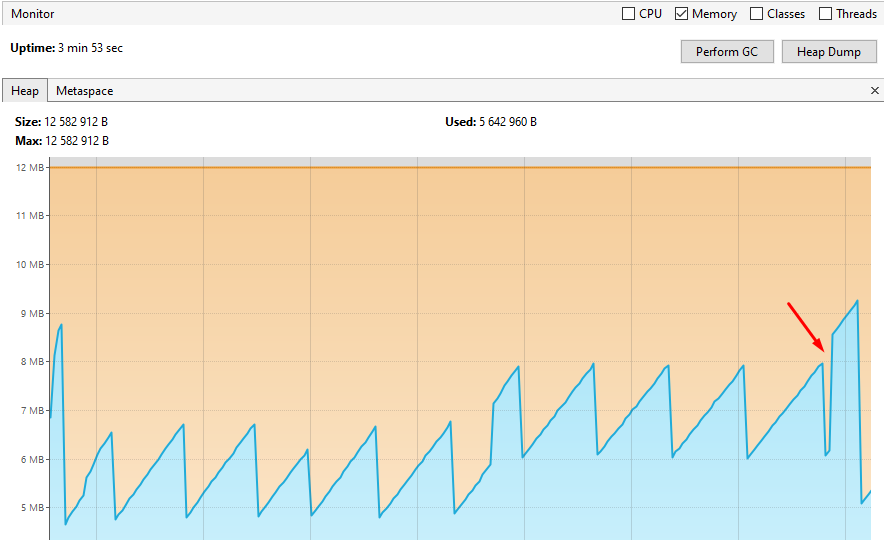 Monitor CPU Memory Classes Threads
Uptime: 3 min 53 sec Perform GC Heap Dump
Heap Metaspace ×
Size: 12 582 912 B Used: 5 642 960 B
Max: 12 582 912 B
12 MB
11 MB
10 MB
9 MB
8 MB
7 MB
6 MB
5 MB